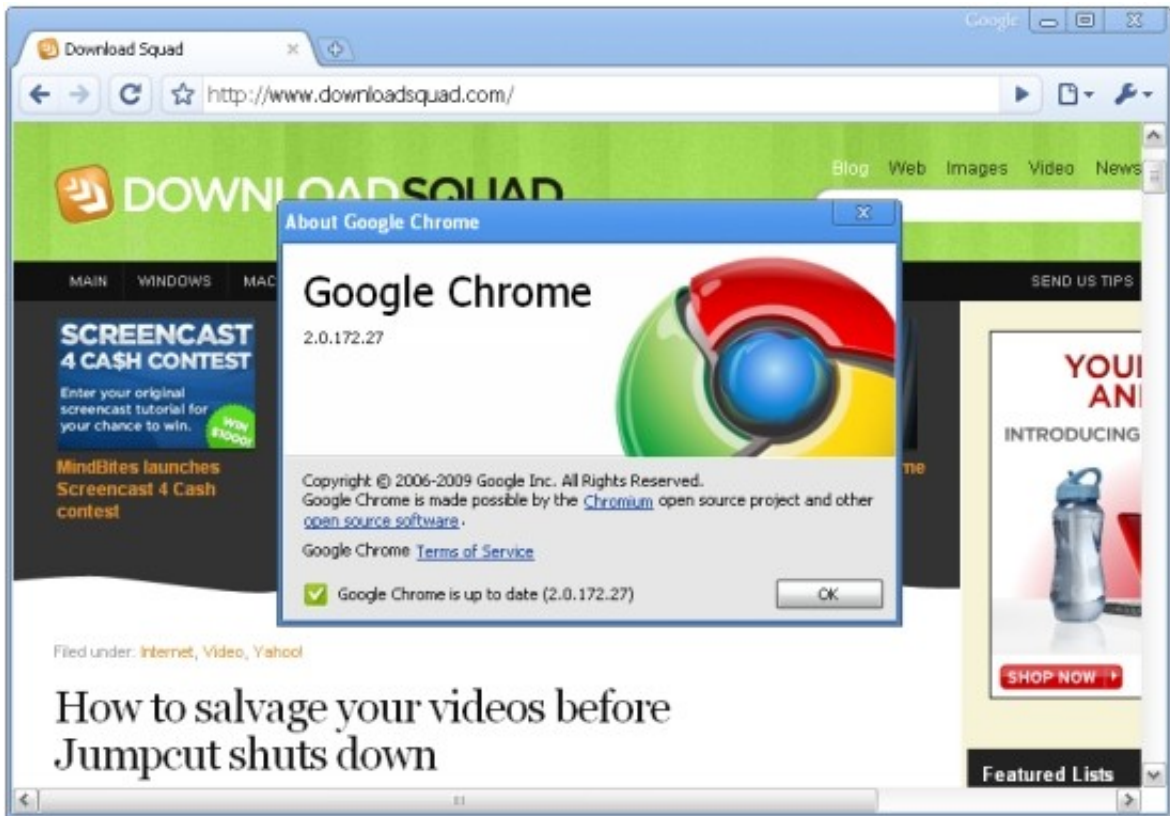 Google
Download Squad
http://www.downloadsquad.com/
Blog Web Images Video News
DOWNLOADSQUAD
MAIN WINDOWS MAC
SEND US TIPS
SCREENCAST
4 CA$H CONTEST
Enter your original
screencast tutorial for
your chance to win.
WIN
$1000!
MindBites launches
Screencast 4 Cash
contest
About Google Chrome
Google Chrome
2.0.172.27
Copyright © 2006-2009 Google Inc. All Rights Reserved.
Google Chrome is made possible by the Chromium open source project and other
open source software.
Google Chrome Terms of Service
Google Chrome is up to date (2.0.172.27)
OK
me
YOU
AN
INTRODUCING
SHOP NOW
Filed under: Internet, Video, Yahoo!
How to salvage your videos before
Jumpcut shuts down
Featured Lists